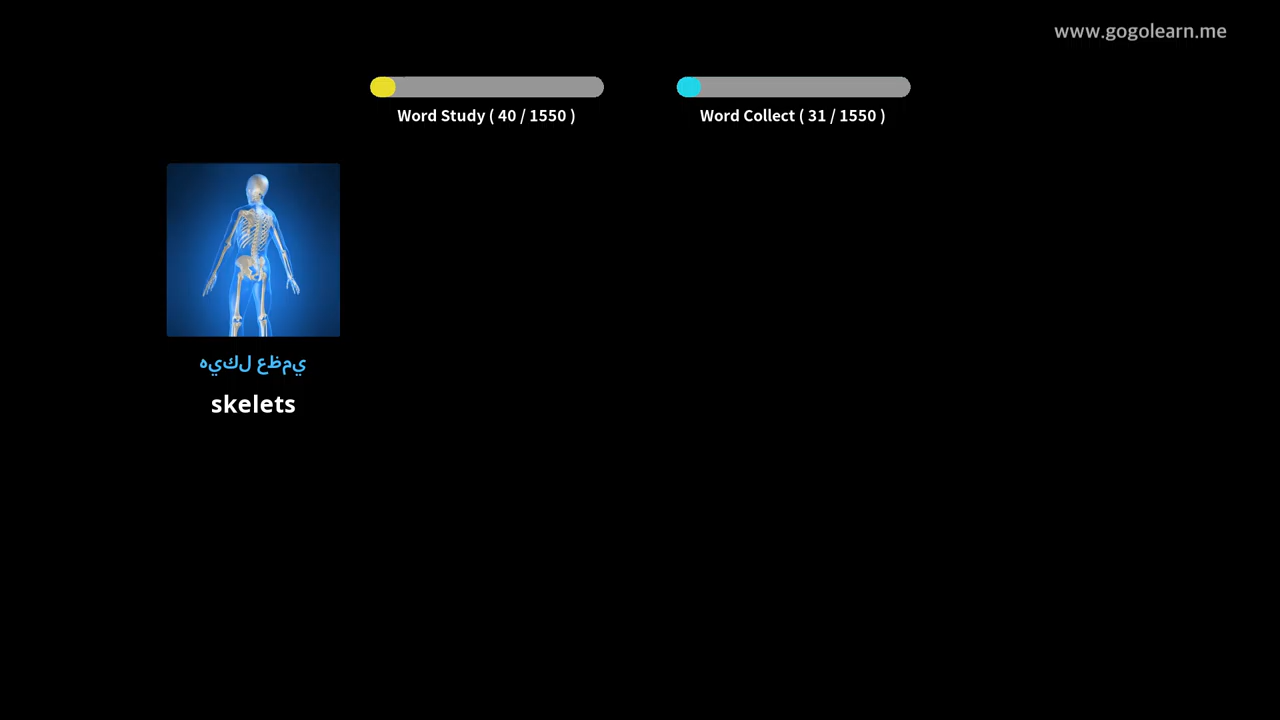 www.gogolearn.me
Word Study ( 40 / 1550 )
Word Collect ( 31 / 1550 )
هيكل عظمي
skelets